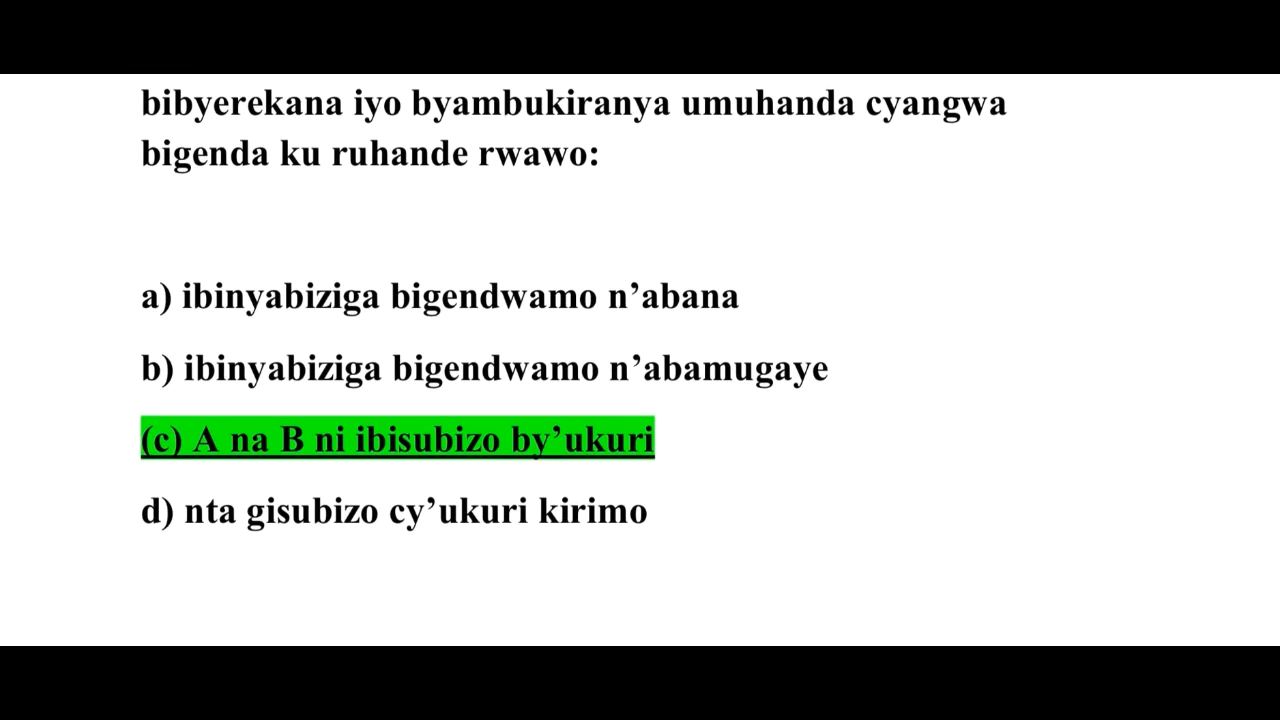 bibyerekana iyo byambukiranya umuhanda cyangwa
bigenda ku ruhande rwawo:
a) ibinyabiziga bigendwamo n’abana
b) ibinyabiziga bigendwamo n’abamugaye
(c) A na B ni ibisubizo by’ukuri
d) nta gisubizo cy’ukuri kirimo